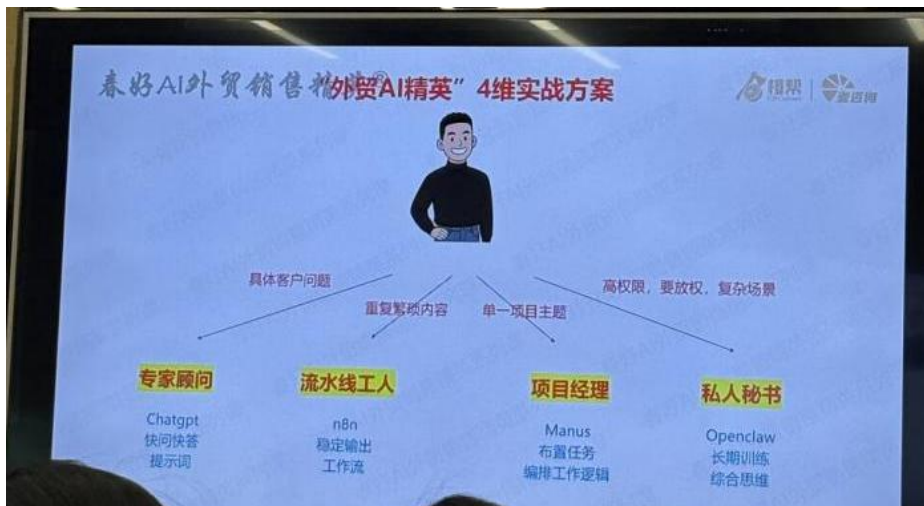 春好AI外贸销售精英®
“外贸AI精英”4维实战方案
具体客户问题
重复繁琐内容
单一项目主题
高权限，要放权、复杂场景
专家顾问
Chatgpt
快问快答
提示词
流水线工人
n8n
稳定输出
工作流
项目经理
Manus
布置任务
编排工作逻辑
私人秘书
Openclaw
长期训练
综合思维